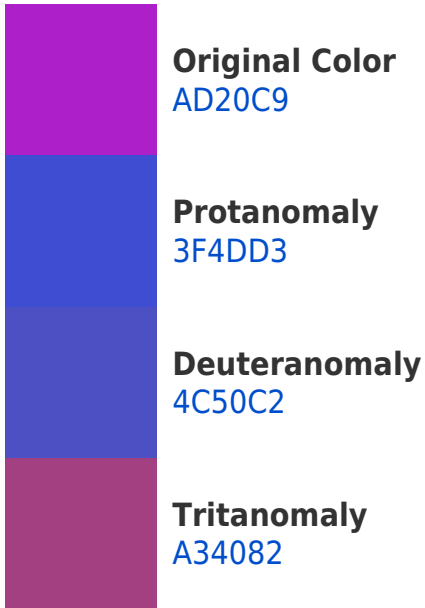 Original Color
AD20C9
Protanomaly
3F4DD3
Deuteranomaly
4C50C2
Tritanomaly
A34082